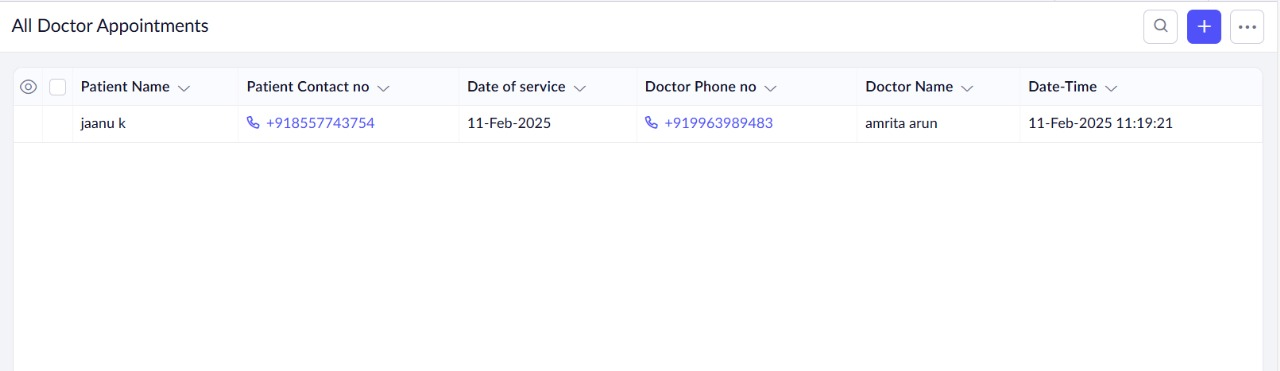 All Doctor Appointments
Patient Name Patient Contact no Date of service Doctor Phone no Doctor Name Date-Time
jaanu k +918557743754 11-Feb-2025 +919963989483 amrita arun 11-Feb-2025 11:19:21